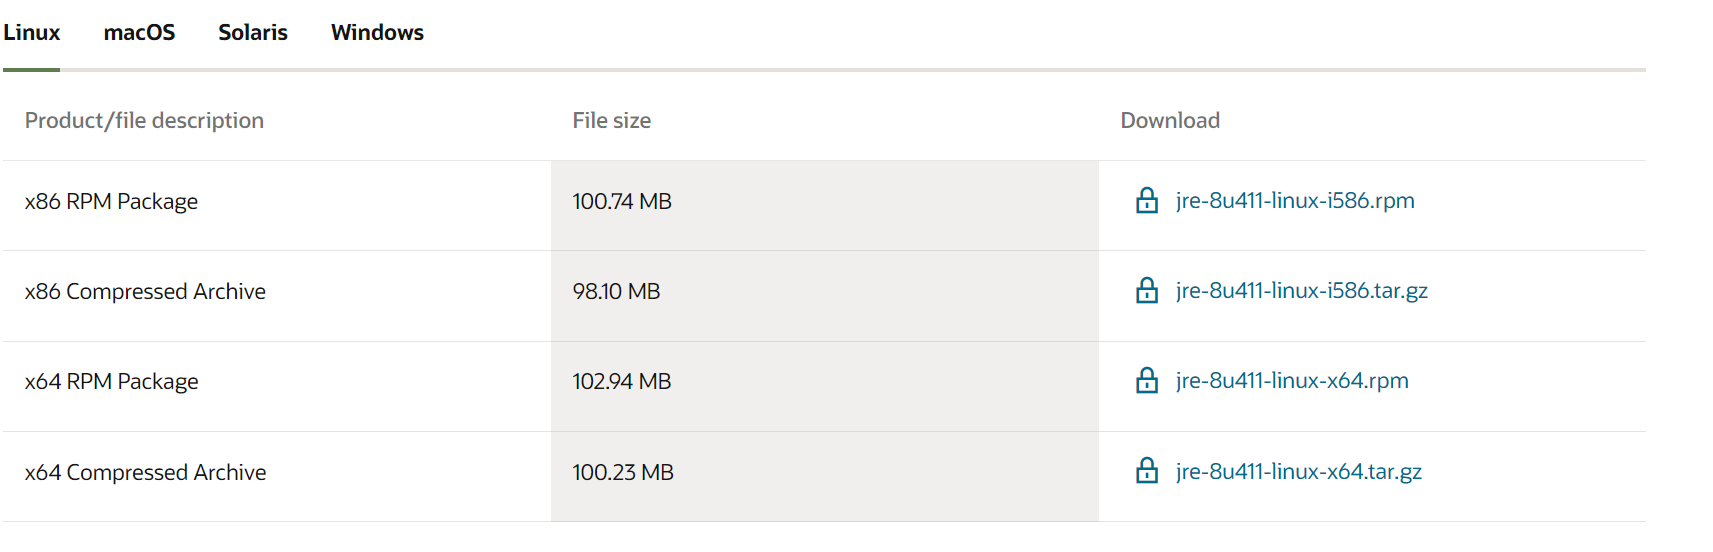 Linux macOS Solaris Windows
Product/file description File size Download
x86 RPM Package 100.74 MB jre-8u411-linux-i586.rpm
x86 Compressed Archive 98.10 MB jre-8u411-linux-i586.tar.gz
x64 RPM Package 102.94 MB jre-8u411-linux-x64.rpm
x64 Compressed Archive 100.23 MB jre-8u411-linux-x64.tar.gz